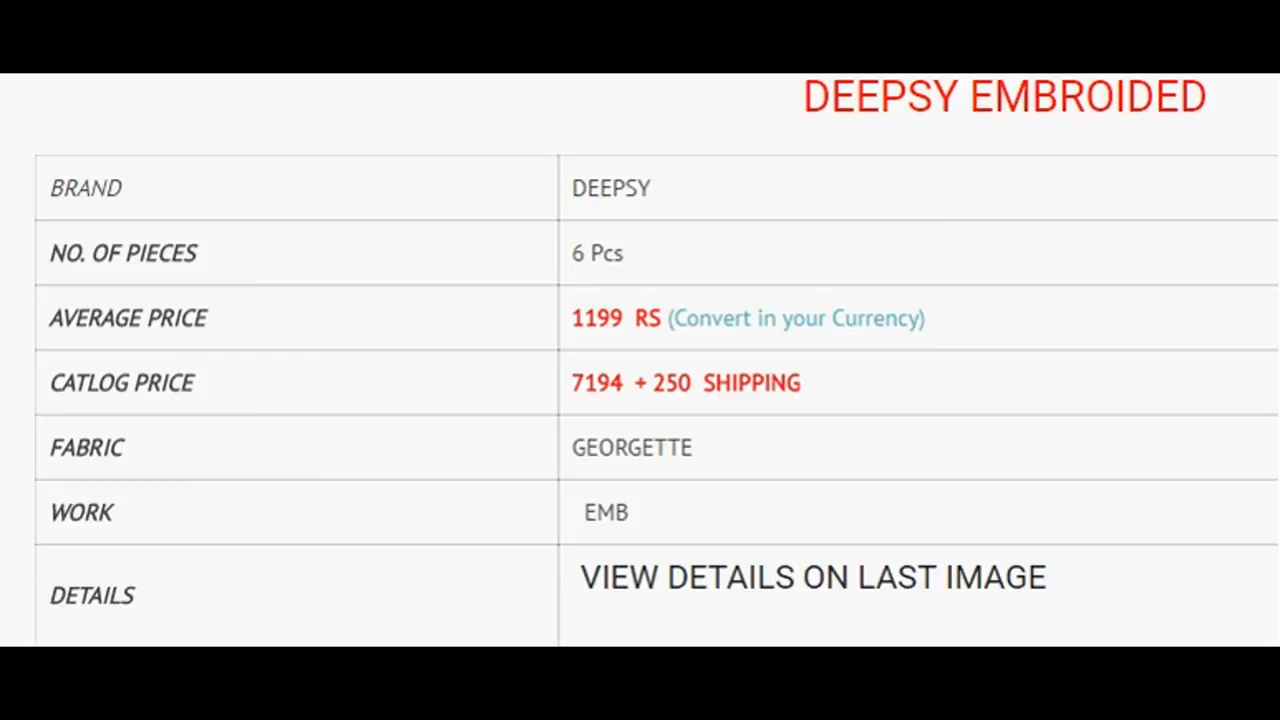 DEEPSY EMBROIDED
BRAND DEEPSY
NO. OF PIECES 6 Pcs
AVERAGE PRICE 1199 RS (Convert in your Currency)
CATLOG PRICE 7194 + 250 SHIPPING
FABRIC GEORGETTE
WORK EMB
DETAILS VIEW DETAILS ON LAST IMAGE